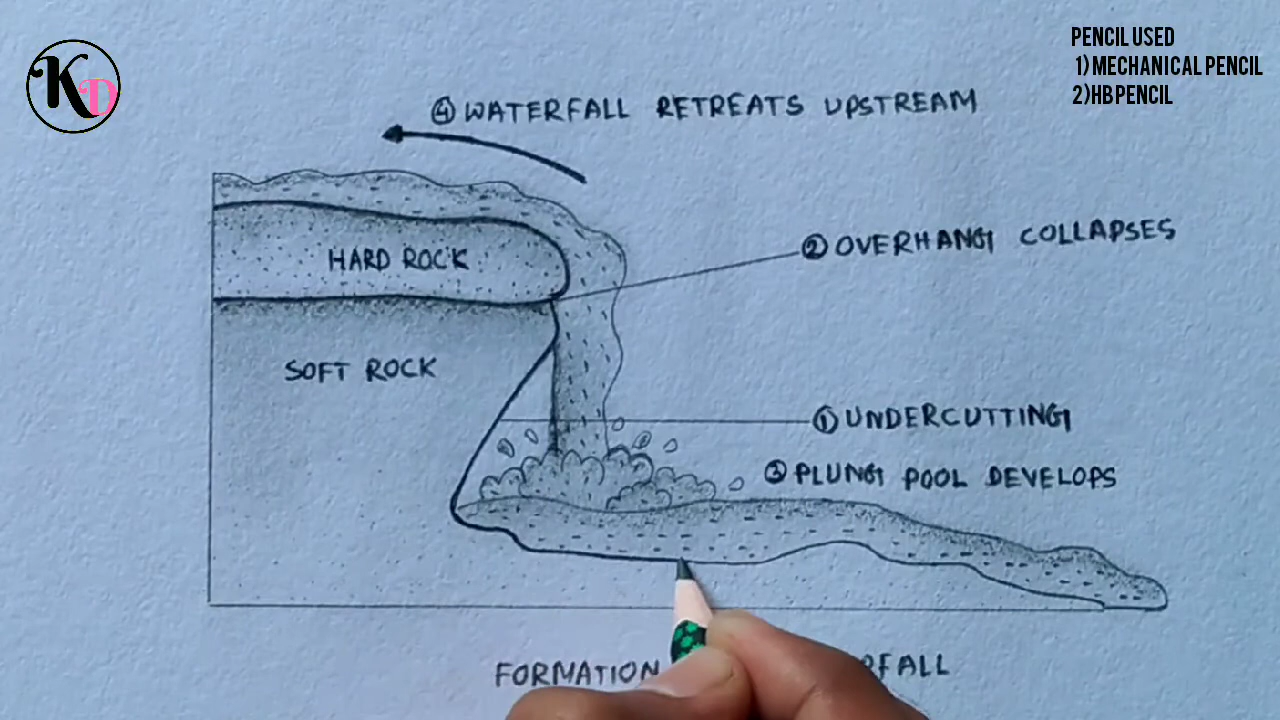 KD
PENCIL USED
1) MECHANICAL PENCIL
2) HB PENCIL
④ WATERFALL RETREATS UPSTREAM
HARD ROCK
② OVERHANG COLLAPSES
SOFT ROCK
① UNDERCUTTING
③ PLUNG POOL DEVELOPS
FORMATION